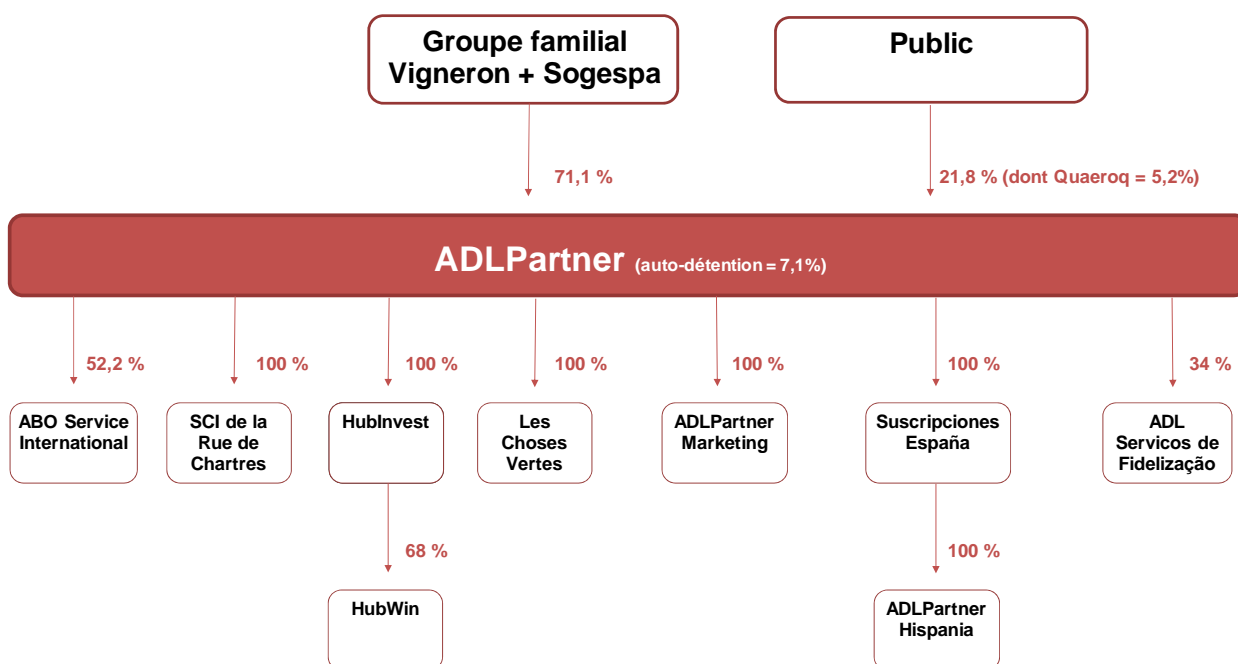 Groupe familial
Vigneron + Sogespa
Public
71,1 %
21,8 % (dont Quaeroq = 5,2%)
ADLPartner (auto-détention = 7,1%)
52,2 %
100 %
100 %
100 %
100 %
100 %
34 %
ABO Service
International
SCI de la
Rue de
Chartres
HubInvest
Les
Choses
Vertes
ADLPartner
Marketing
Suscripciones
España
ADL
Servicos de
Fidelização
68 %
100 %
HubWin
ADLPartner
Hispania